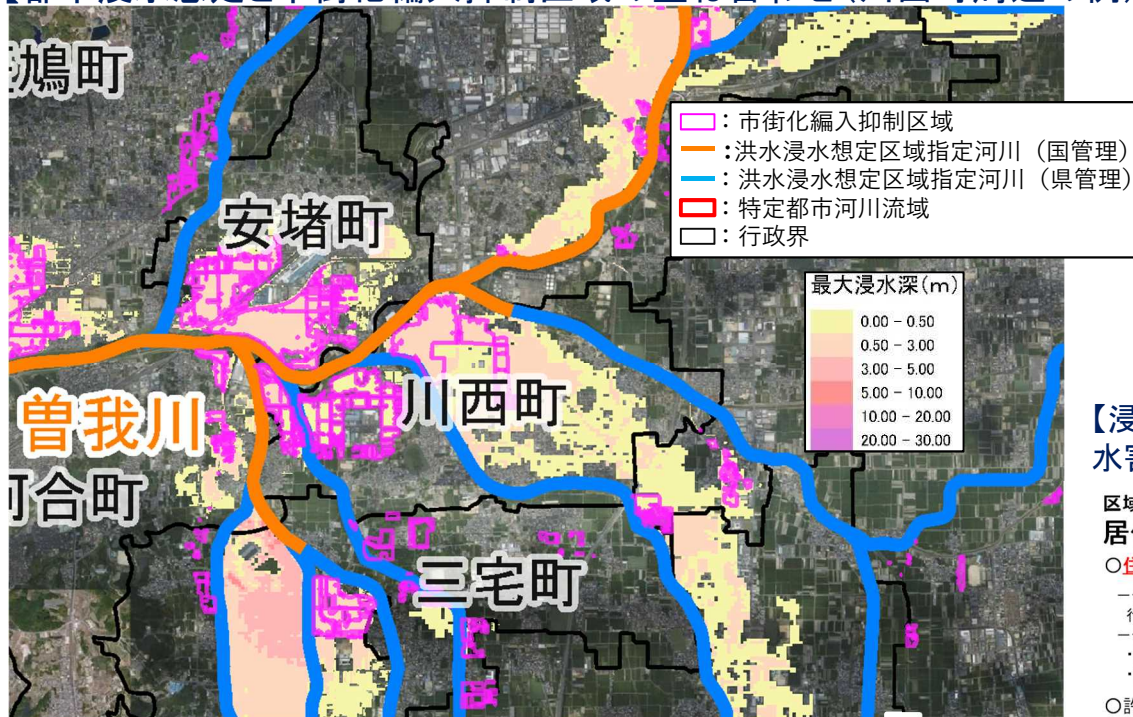 鳩町
安堵町
川西町
曽我川
河合町
三宅町
：市街化編入抑制区域
：洪水浸水想定区域指定河川（国管理）
：洪水浸水想定区域指定河川（県管理）
：特定都市河川流域
：行政界
最大浸水深(m)
0.00 - 0.50
0.50 - 3.00
3.00 - 5.00
5.00 - 10.00
10.00 - 20.00
20.00 - 30.00
【浸
水害
区域
居